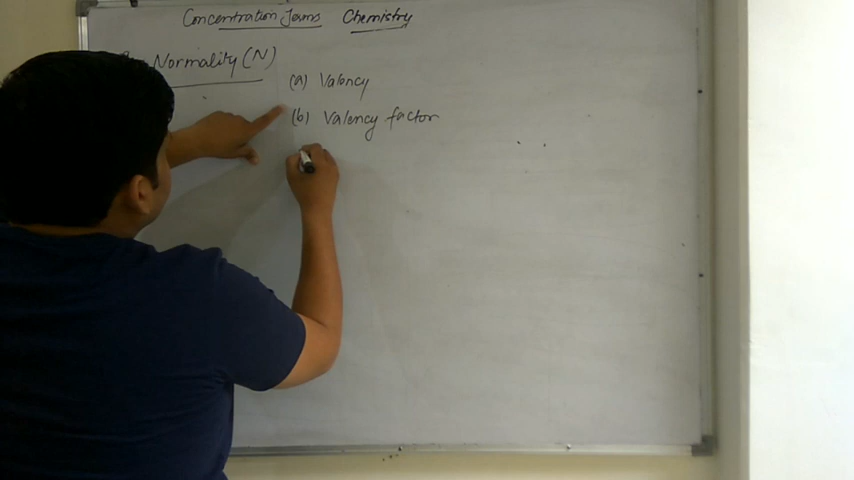 Concentration Terms Chemistry
Normality (N)
(a) Valency
(b) Valency factor